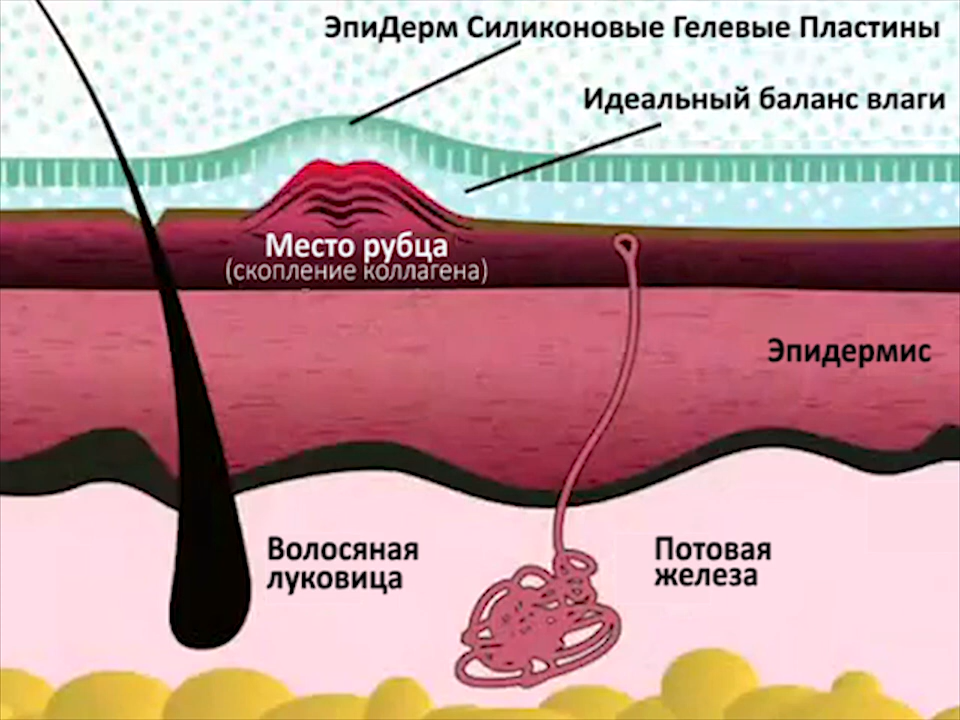 ЭпиДерм Силиконовые Гелевые Пластины
Идеальный баланс влаги
Место рубца
(скопление коллагена)
Эпидермис
Волосяная
луковица
Потовая
железа